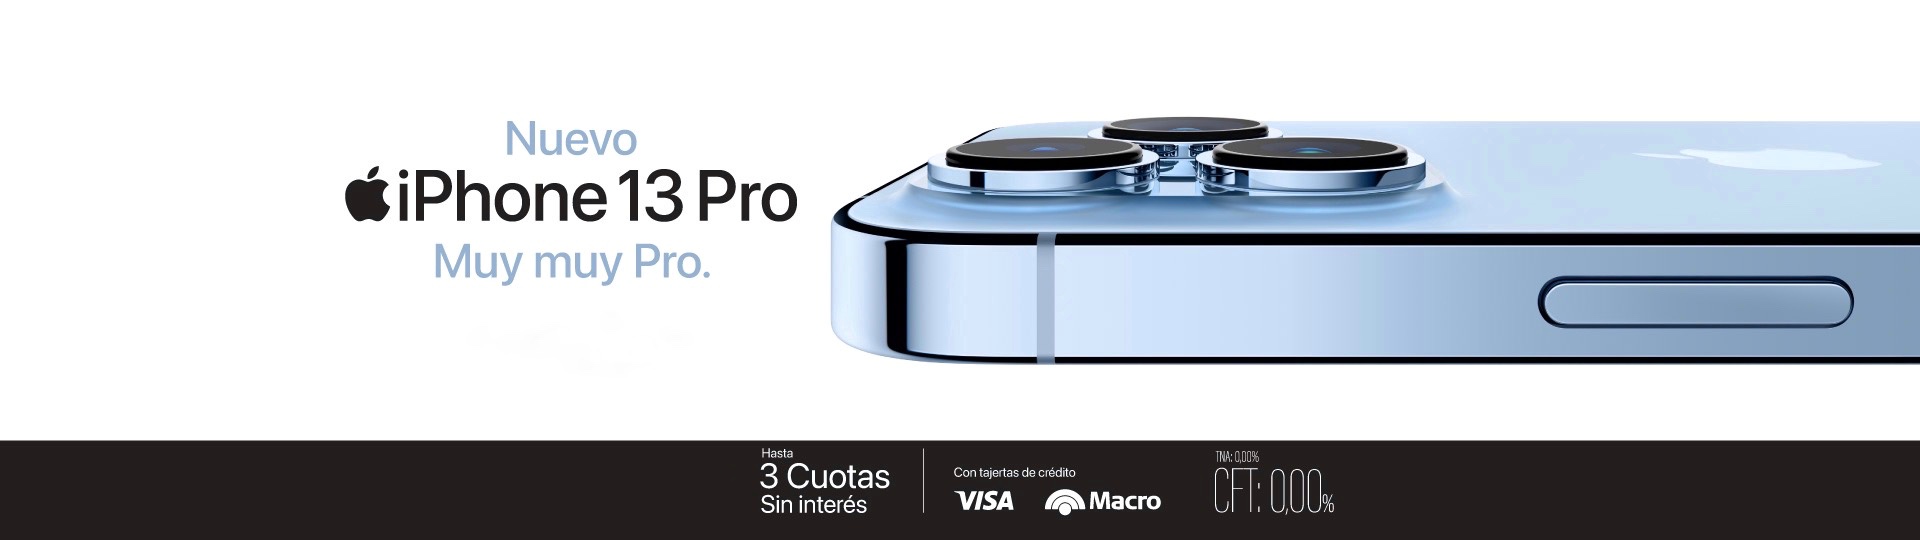 Nuevo
iPhone 13 Pro
Muy muy Pro.
Hasta
3 Cuotas
Sin interés
Con tajertas de crédito
VISA Macro
TNA: 0,00%
CFT: 0,00%